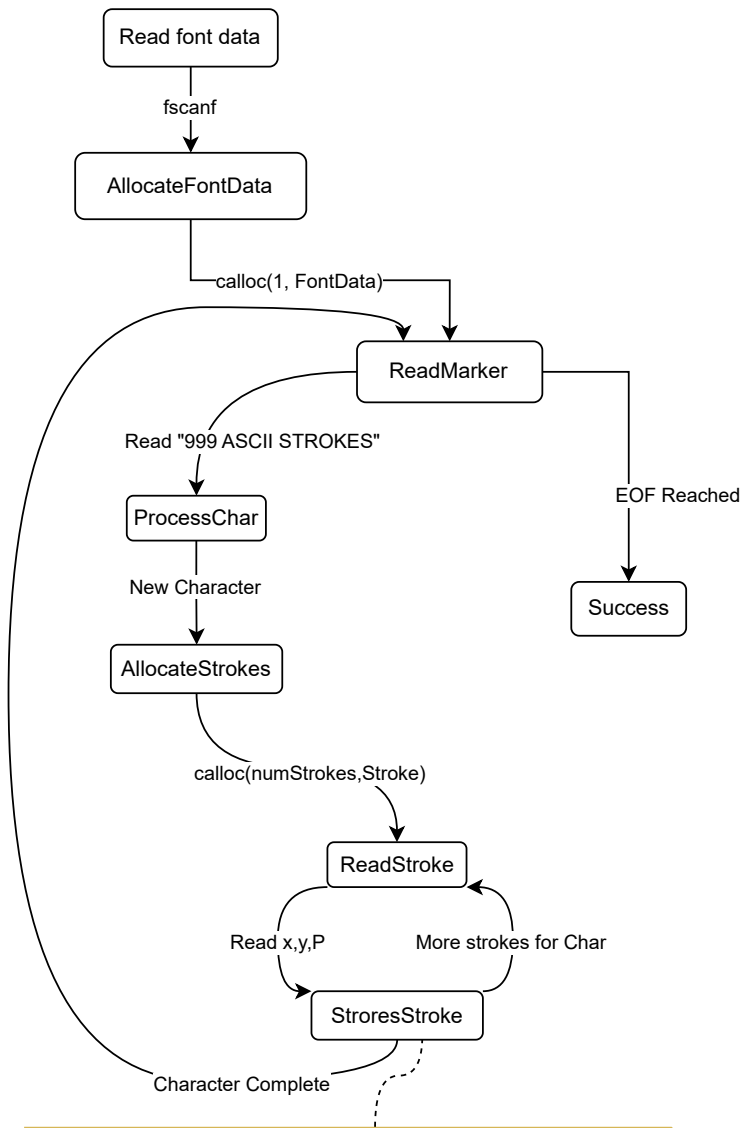 Read font data
fscanf
AllocateFontData
calloc(1, FontData)
ReadMarker
Read "999 ASCII STROKES"
EOF Reached
ProcessChar
New Character
Success
AllocateStrokes
calloc(numStrokes,Stroke)
ReadStroke
Read x,y,P
More strokes for Char
StroresStroke
Character Complete